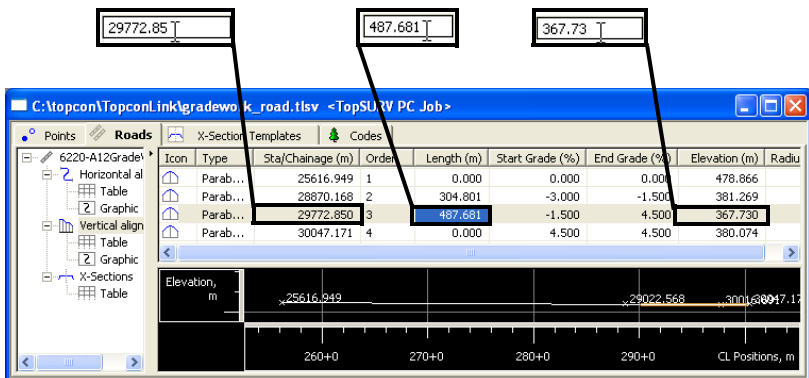 29772.85 487.681 367.73
C:\topcon\TopconLink\gradework_road.tlsv <TopSURV PC Job>
Points Roads X-Section Templates Codes
6220-A12Grade
Horizontal al
Table
Graphic
Vertical align
Table
Graphic
X-Sections
Table
Icon Type Sta/Chainage (m) Order Length (m) Start Grade (%) End Grade (%) Elevation (m) Radiu
Parab... 25616.949 1 0.000 0.000 0.000 478.866
Parab... 28870.168 2 304.801 -3.000 -1.500 381.269
Parab... 29772.850 3 487.681 -1.500 4.500 367.730
Parab... 30047.171 4 0.000 4.500 4.500 380.074
Elevation,
m
25616.949 29022.568
260+0 270+0 280+0 290+0 CL Positions, m